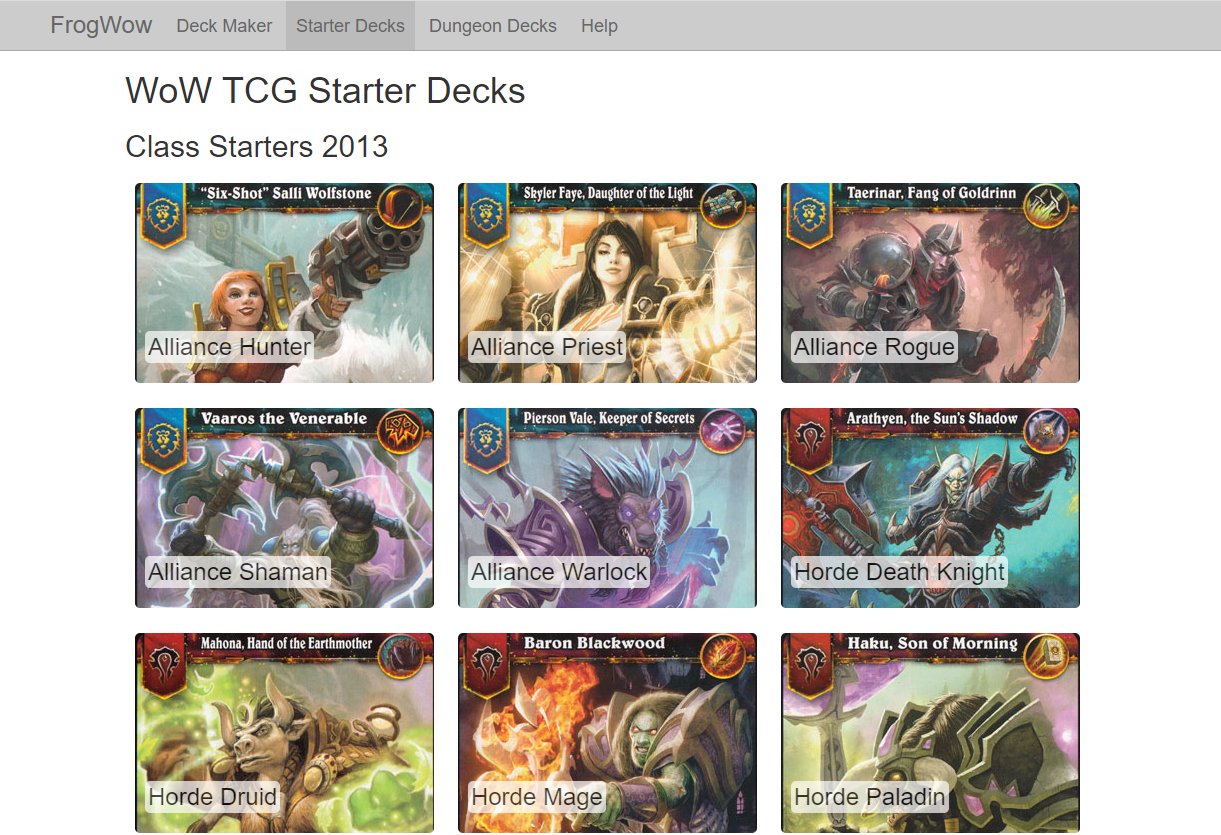 FrogWow Deck Maker Starter Decks Dungeon Decks Help
WoW TCG Starter Decks
Class Starters 2013
“Six-Shot” Salli Wolfstone
Alliance Hunter
Skyler Faye, Daughter of the Light
Alliance Priest
Taerinar, Fang of Goldrinn
Alliance Rogue
Vaaros the Venerable
Alliance Shaman
Pierson Vale, Keeper of Secrets
Alliance Warlock
Arathyen, the Sun's Shadow
Horde Death Knight
Mahona, Hand of the Earthmother
Horde Druid
Baron Blackwood
Horde Mage
Haku, Son of Morning
Horde Paladin